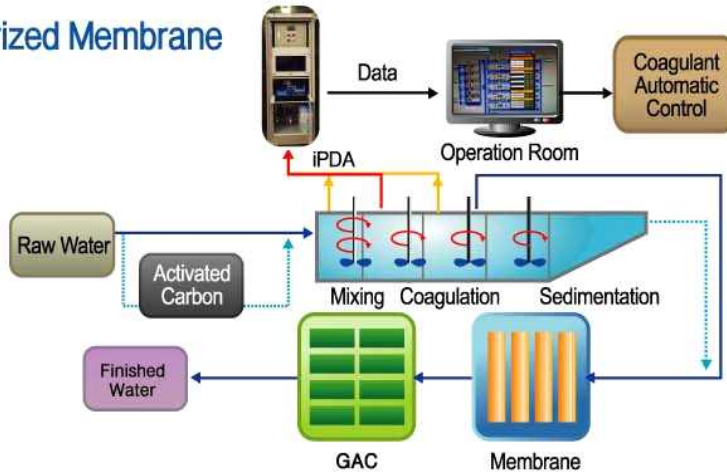 rized Membrane
Data
Coagulant
Automatic
Control
iPDA
Operation Room
Raw Water
Activated
Carbon
Mixing
Coagulation
Sedimentation
Finished
Water
GAC
Membrane